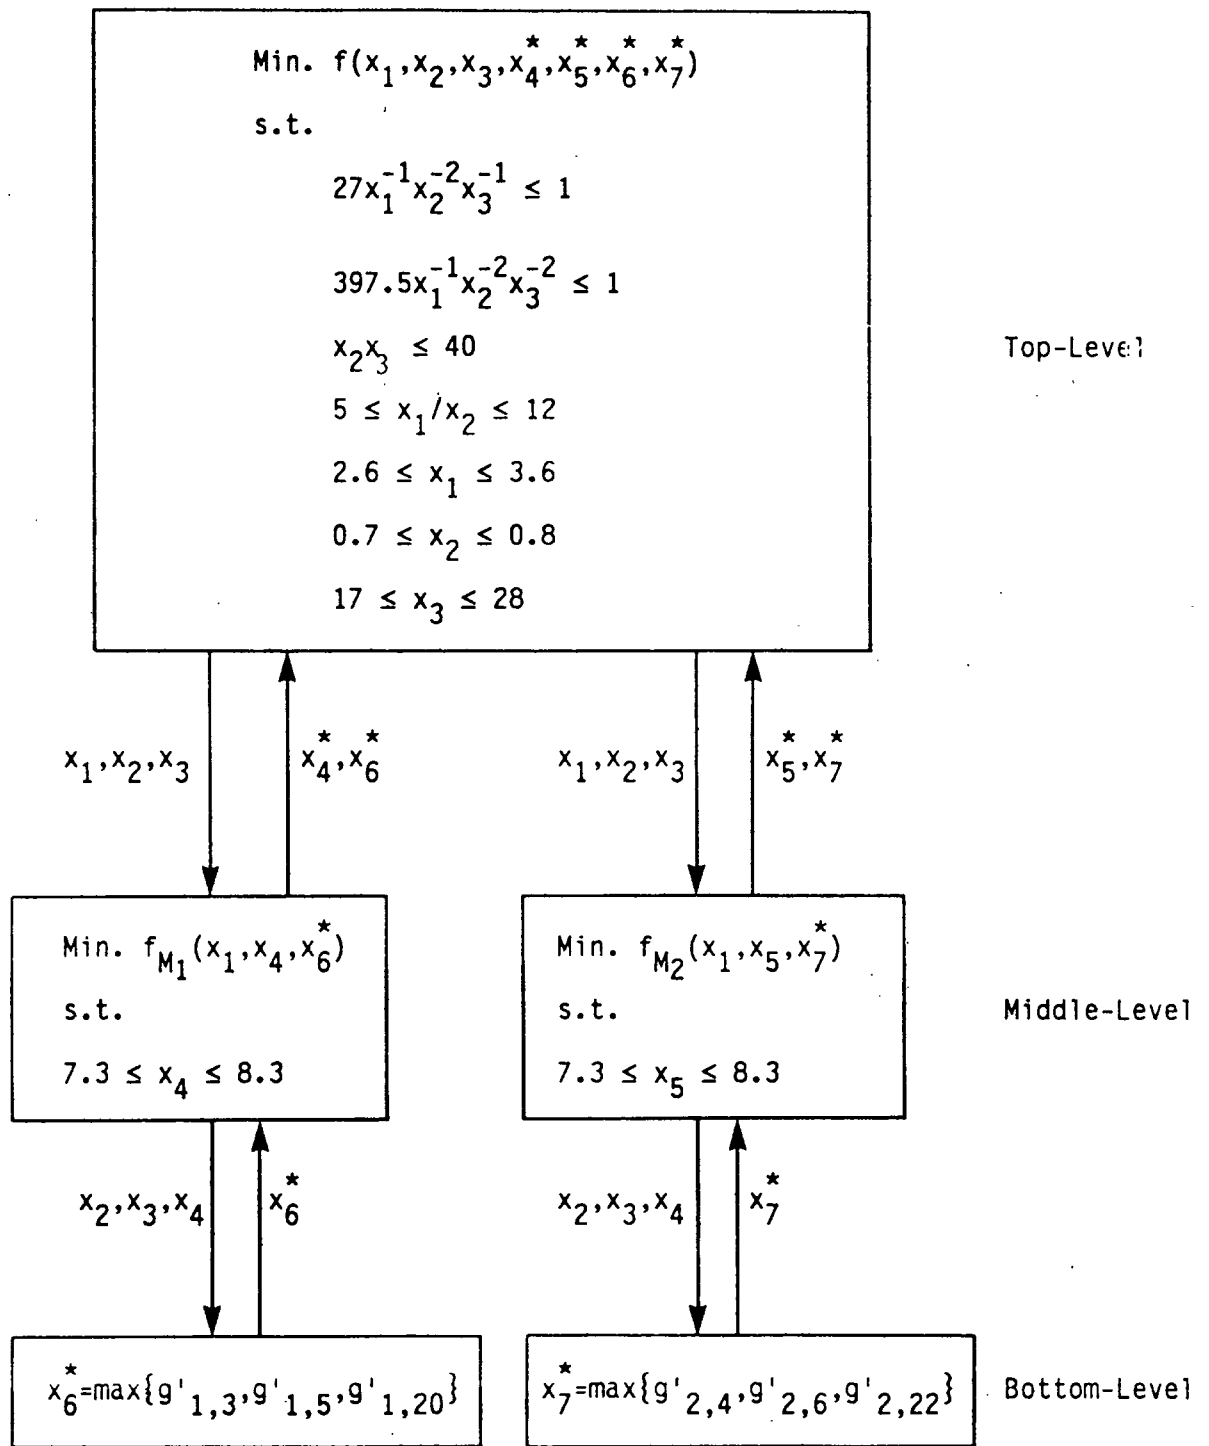 Min. f(x₁,x₂,x₃,x₄*,x₅*,x₆*,x₇*)
s.t.
27x₁⁻¹x₂⁻²x₃⁻¹ ≤ 1
397.5x₁⁻¹x₂⁻²x₃⁻² ≤ 1
x₂x₃ ≤ 40
Top-Level
5 ≤ x₁/x₂ ≤ 12
2.6 ≤ x₁ ≤ 3.6
0.7 ≤ x₂ ≤ 0.8
17 ≤ x₃ ≤ 28
x₁,x₂,x₃
x₄*,x₆*
x₁,x₂,x₃
x₅*,x₇*
Min. f_M₁(x₁,x₄,x₆*)
s.t.
7.3 ≤ x₄ ≤ 8.3
Min. f_M₂(x₁,x₅,x₇*)
s.t.
7.3 ≤ x₅ ≤ 8.3
Middle-Level
x₂,x₃,x₄
x₆*
x₂,x₃,x₄
x₇*
x₆*=max{g'₁,₃,g'₁,₅,g'₁,₂₀}
x₇*=max{g'₂,₄,g'₂,₆,g'₂,₂₂}
Bottom-Level